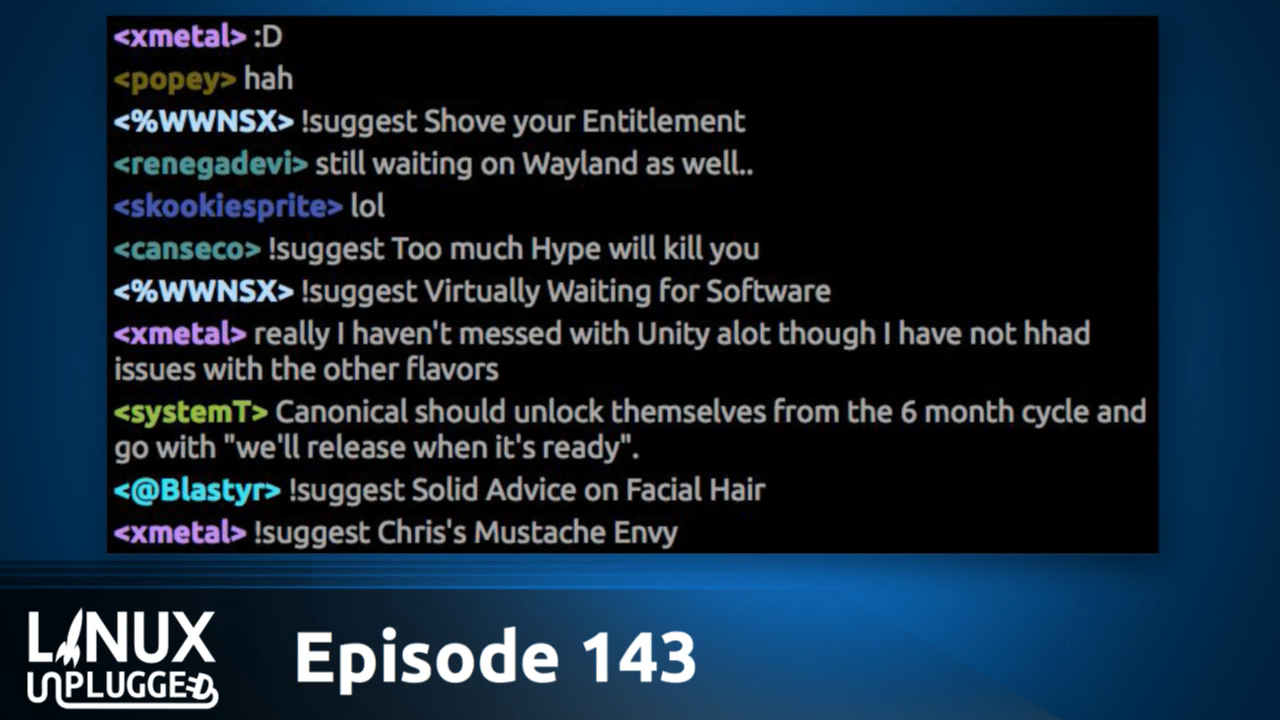 <xmetal> :D
<popey> hah
<%WWNSX> !suggest Shove your Entitlement
<renegadevi> still waiting on Wayland as well..
<skookiesprite> lol
<canseco> !suggest Too much Hype will kill you
<%WWNSX> !suggest Virtually Waiting for Software
<xmetal> really I haven't messed with Unity alot though I have not hhad
issues with the other flavors
<systemT> Canonical should unlock themselves from the 6 month cycle and
go with "we'll release when it's ready".
<@Blastyr> !suggest Solid Advice on Facial Hair
<xmetal> !suggest Chris's Mustache Envy
LINUX
UNPLUGGED
Episode 143